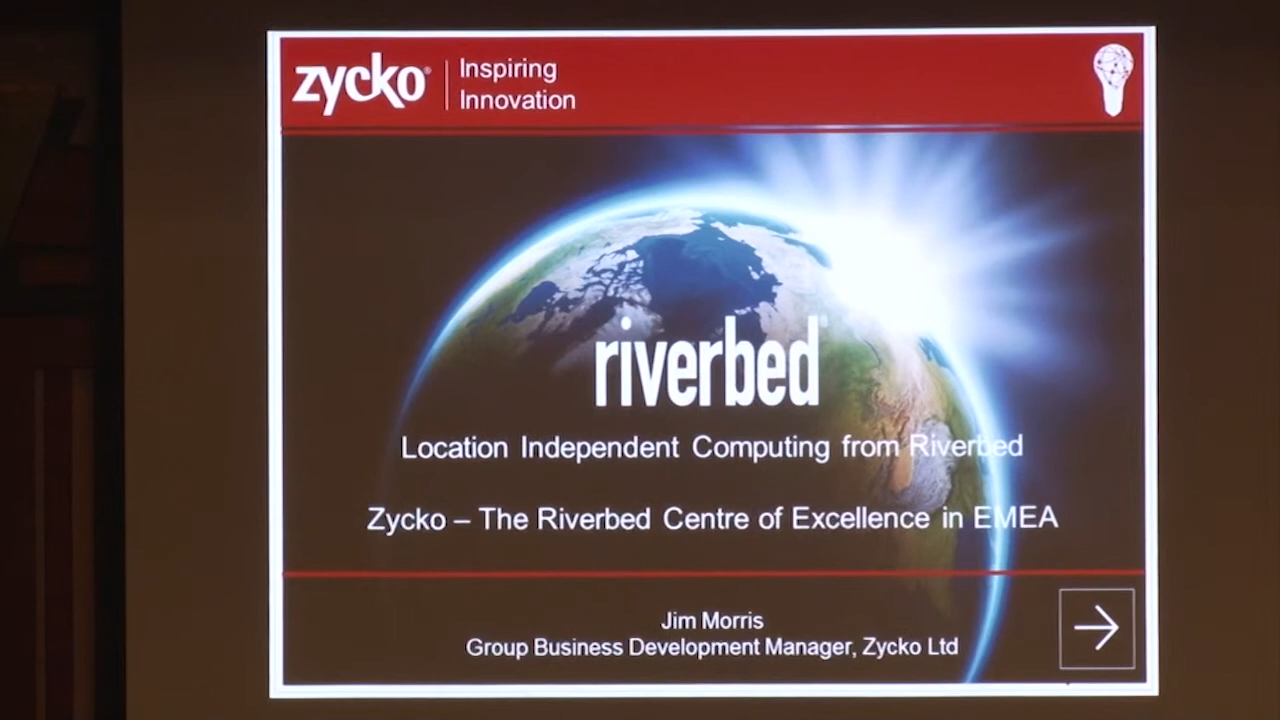 zycko®
Inspiring
Innovation
riverbed
Location Independent Computing from Riverbed
Zycko – The Riverbed Centre of Excellence in EMEA
Jim Morris
Group Business Development Manager, Zycko Ltd